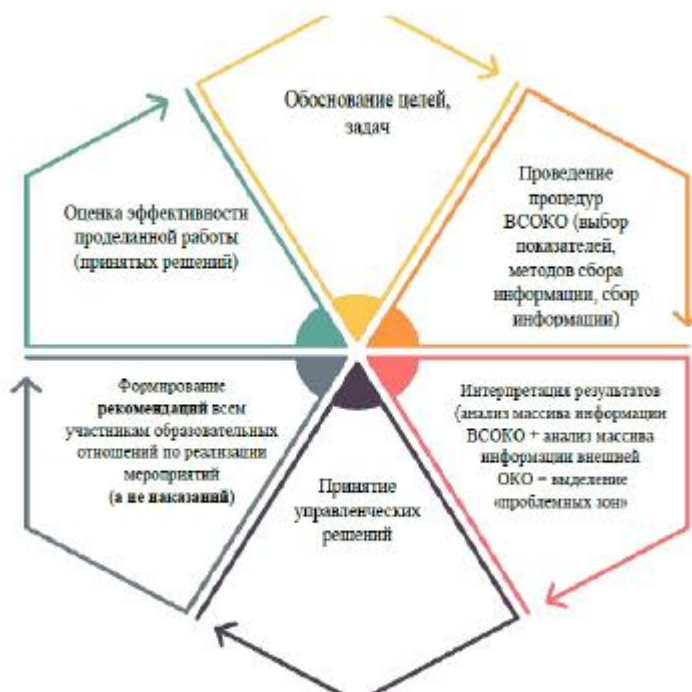 Обоснование целей,
задач
Проведение
процедур
ВСОКО (выбор
показателей,
методов сбора
информации, сбор
информации)
Интерпретация результатов
(анализ массива информации
ВСОКО + анализ массива
информации внешней
ОКО = выделение
«проблемных зон»
Принятие
управленческих
решений
Формирование
рекомендаций всем
участникам образовательных
отношений по реализации
мероприятий
(а не наказаний)
Оценка эффективности
проделанной работы
(принятых решений)